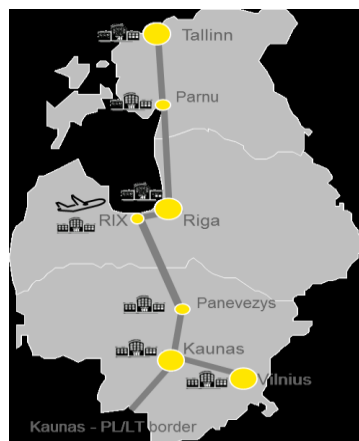 Tallinn
Parnu
RIX
Riga
Panevezys
Kaunas
Vilnius
Kaunas - PL/LT border